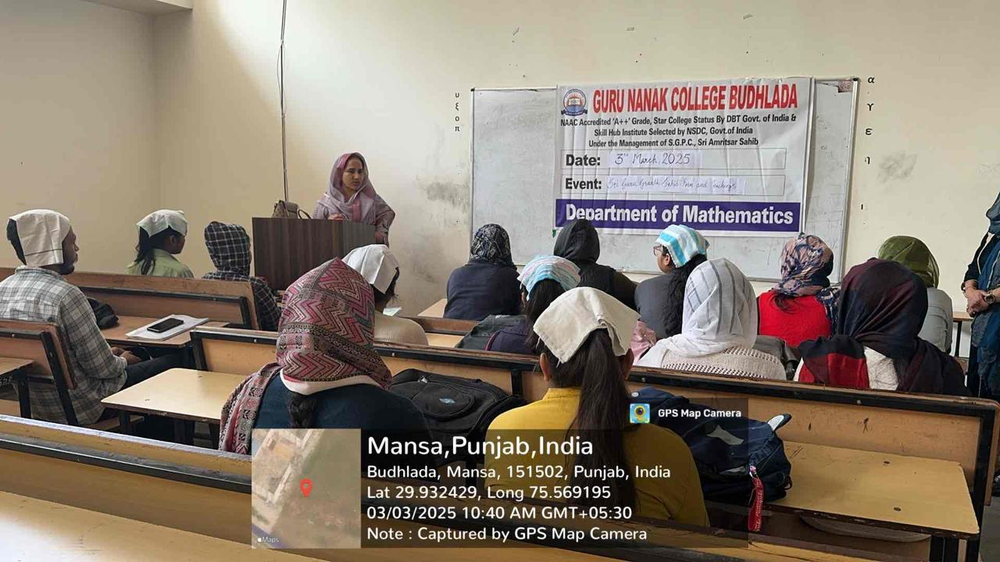 GURU NANAK COLLEGE BUDHLADA
NAAC Accredited 'A++' Grade, Star College Status By DBT Govt. of India &
Skill Hub Institute Selected by NSDC, Govt.of India
Under the Management of S.G.P.C., Sri Amritsar Sahib
Date: 3rd March, 2025
Event: Sri Guru Granth Sahib Form and Teachings
Department of Mathematics
υ
ξ
ο
π
α
γ
ε
η
ι
GPS Map Camera
Mansa,Punjab,India
Budhlada, Mansa, 151502, Punjab, India
Lat 29.932429, Long 75.569195
03/03/2025 10:40 AM GMT+05:30
Note : Captured by GPS Map Camera
Maps